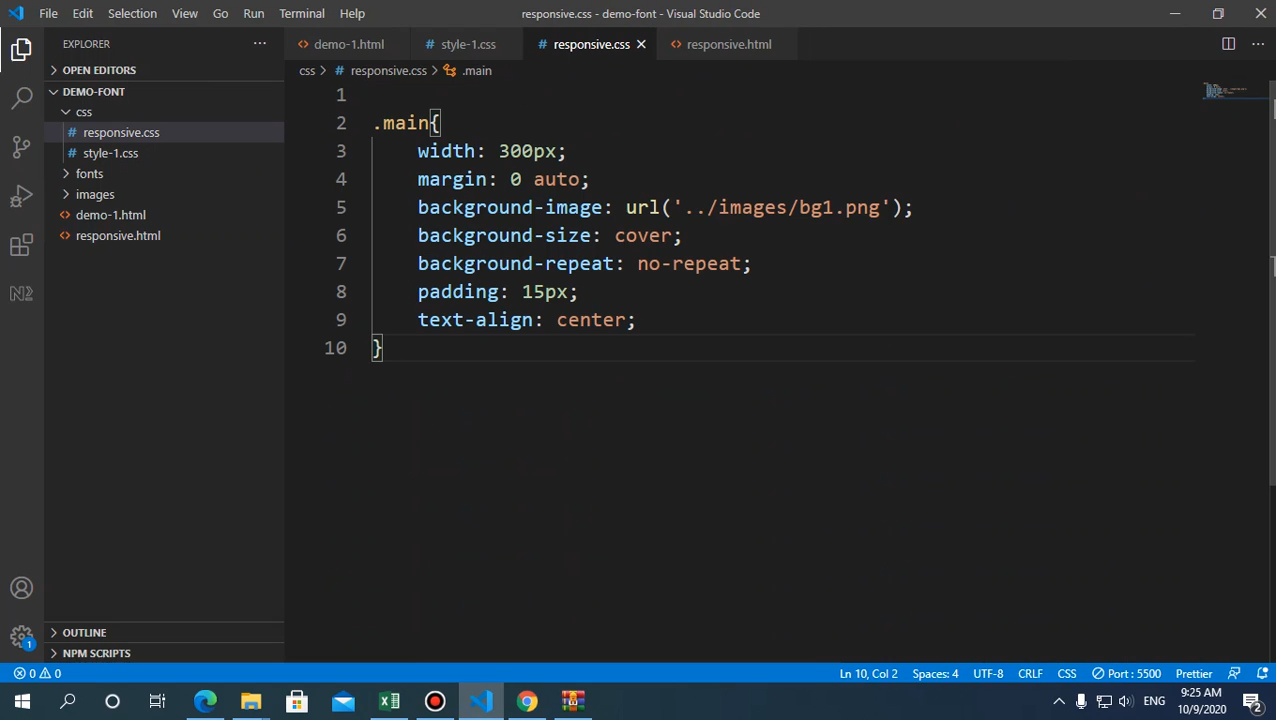 File Edit Selection View Go Run Terminal Help
responsive.css - demo-font - Visual Studio Code
EXPLORER
OPEN EDITORS
DEMO-FONT
css
responsive.css
style-1.css
fonts
images
demo-1.html
responsive.html
OUTLINE
NPM SCRIPTS
demo-1.html style-1.css responsive.css responsive.html
css responsive.css .main
1
2 .main{
3 width: 300px;
4 margin: 0 auto;
5 background-image: url('../images/bg1.png');
6 background-size: cover;
7 background-repeat: no-repeat;
8 padding: 15px;
9 text-align: center;
10 }
1
0 0 Ln 10, Col 2 Spaces: 4 UTF-8 CRLF CSS Port : 5500 Prettier
ENG
9:25 AM
10/9/2020
2